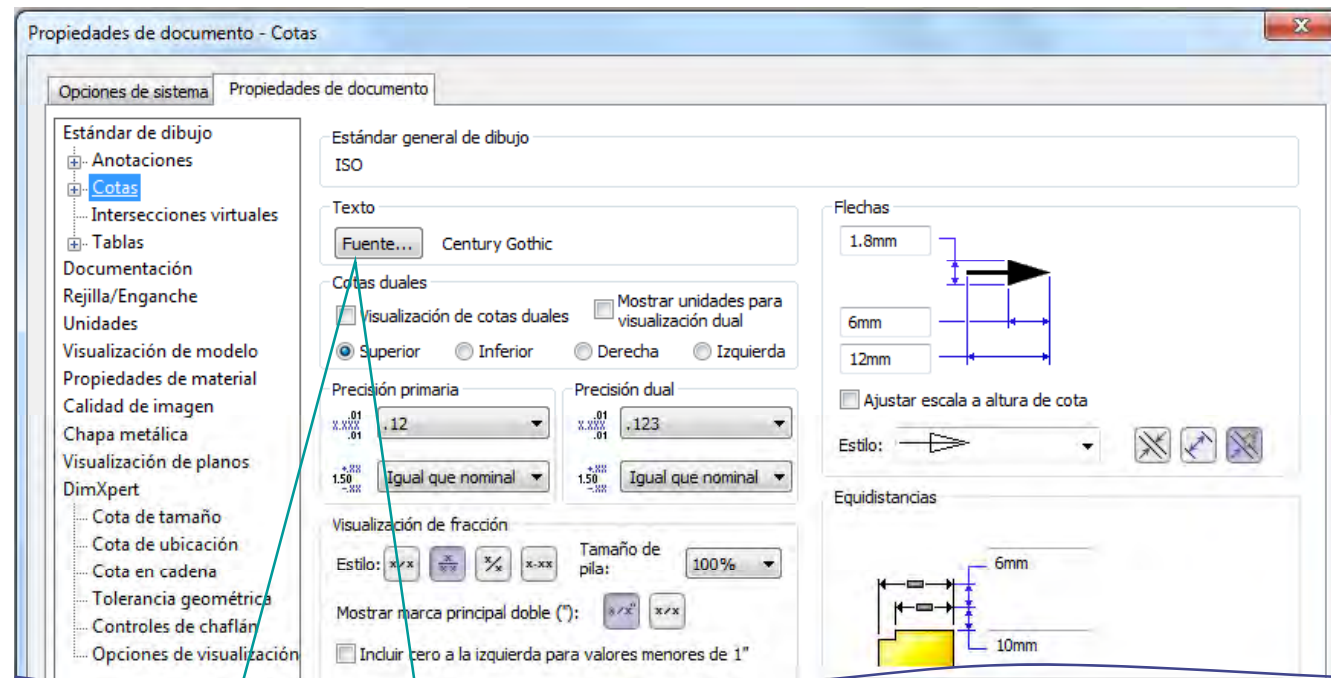 Propiedades de documento - Cotas
Opciones de sistema
Propiedades de documento
Estándar de dibujo
Anotaciones
Cotas
Intersecciones virtuales
Tablas
Documentación
Rejilla/Enganche
Unidades
Visualización de modelo
Propiedades de material
Calidad de imagen
Chapa metálica
Visualización de planos
DimXpert
Cota de tamaño
Cota de ubicación
Cota en cadena
Tolerancia geométrica
Controles de chaflán
Opciones de visualización
Estándar general de dibujo
ISO
Texto
Fuente... Century Gothic
Cotas duales
Visualización de cotas duales
Mostrar unidades para
visualización dual
Superior Inferior Derecha Izquierda
Precisión primaria
.12
Igual que nominal
Precisión dual
.123
Igual que nominal
Visualización de fracción
Estilo:
Tamaño de
pila:
100%
Mostrar marca principal doble ("):
Incluir cero a la izquierda para valores menores de 1"
Flechas
1.8mm
6mm
12mm
Ajustar escala a altura de cota
Estilo:
Equidistancias
6mm
10mm